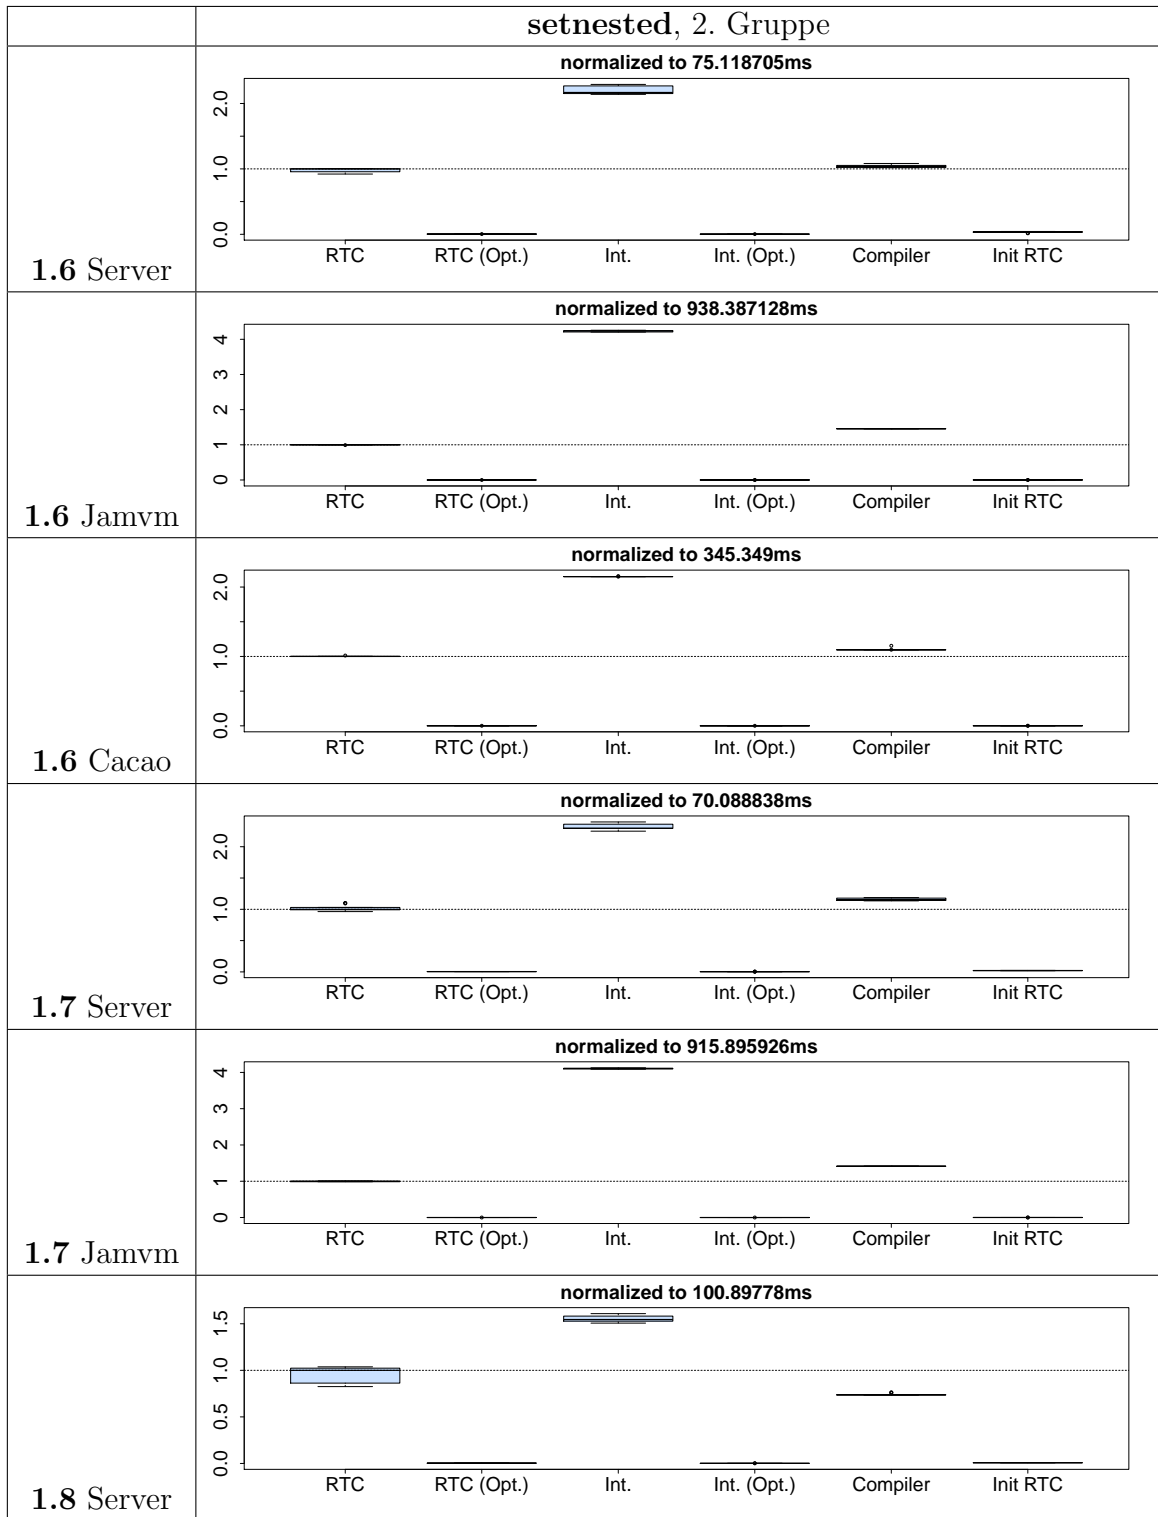 setnested, 2. Gruppe
normalized to 75.118705ms
2.0
1.0
0.0
RTC RTC (Opt.) Int. Int. (Opt.) Compiler Init RTC
1.6 Server
normalized to 938.387128ms
4
3
2
1
0
RTC RTC (Opt.) Int. Int. (Opt.) Compiler Init RTC
1.6 Jamvm
normalized to 345.349ms
2.0
1.0
0.0
RTC RTC (Opt.) Int. Int. (Opt.) Compiler Init RTC
1.6 Cacao
normalized to 70.088838ms
2.0
1.0
0.0
RTC RTC (Opt.) Int. Int. (Opt.) Compiler Init RTC
1.7 Server
normalized to 915.895926ms
4
3
2
1
0
RTC RTC (Opt.) Int. Int. (Opt.) Compiler Init RTC
1.7 Jamvm
normalized to 100.89778ms
1.5
1.0
0.5
0.0
RTC RTC (Opt.) Int. Int. (Opt.) Compiler Init RTC
1.8 Server